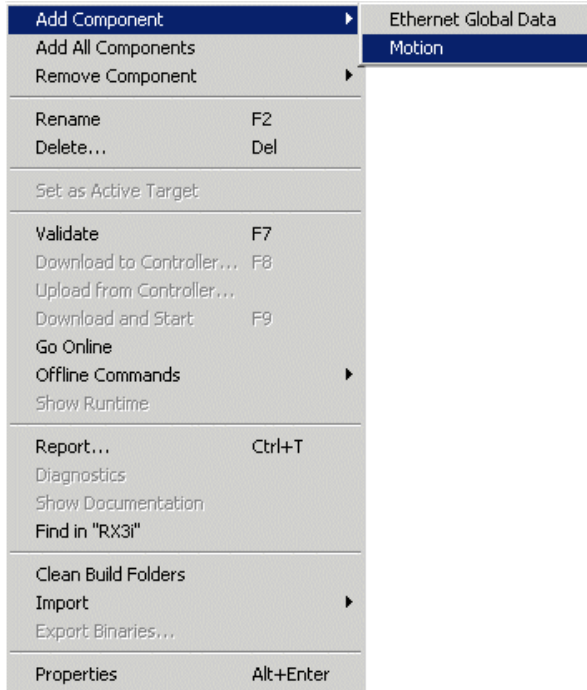 Add Component
Ethernet Global Data
Add All Components
Motion
Remove Component
Rename F2
Delete... Del
Set as Active Target
Validate F7
Download to Controller... F8
Upload from Controller...
Download and Start F9
Go Online
Offline Commands
Show Runtime
Report... Ctrl+T
Diagnostics
Show Documentation
Find in "RX3i"
Clean Build Folders
Import
Export Binaries...
Properties Alt+Enter